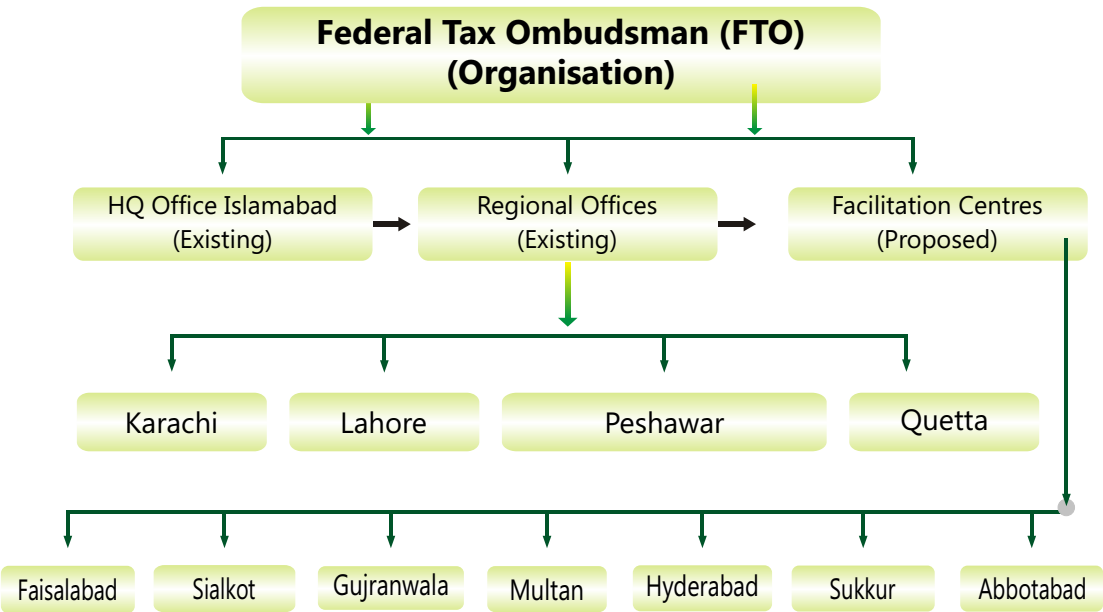 Federal Tax Ombudsman (FTO)
(Organisation)
HQ Office Islamabad
(Existing)
Regional Offices
(Existing)
Facilitation Centres
(Proposed)
Karachi
Lahore
Peshawar
Quetta
Faisalabad
Sialkot
Gujranwala
Multan
Hyderabad
Sukkur
Abbotabad